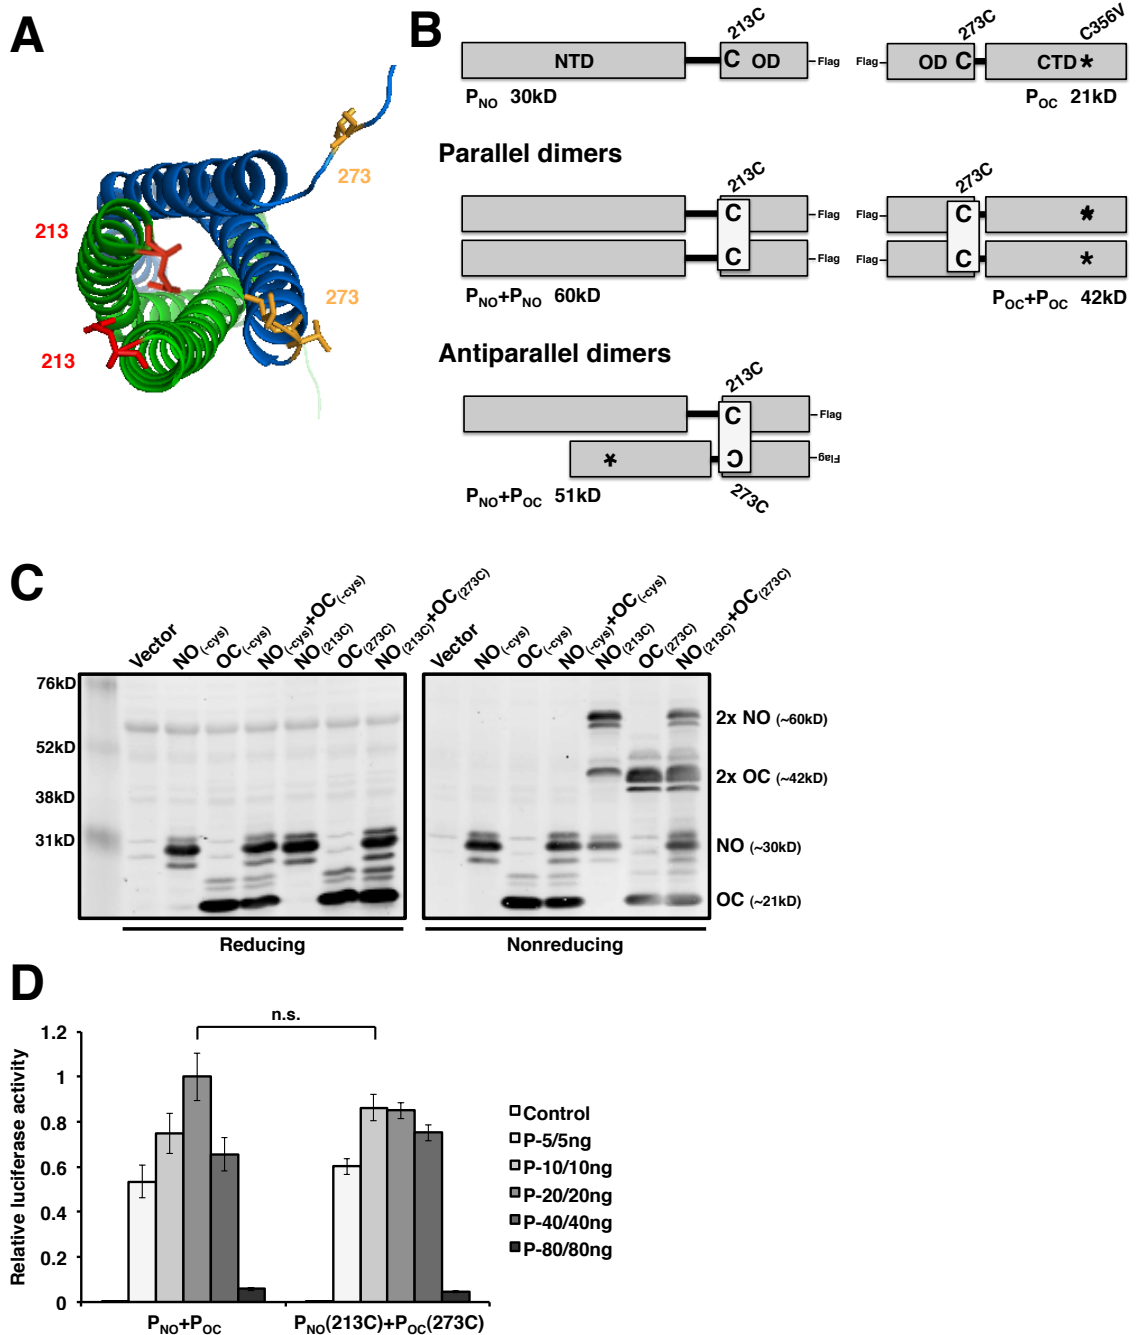 A
273
213
273
213
B
213C
273C
C356V
NTD
C OD
Flag
Flag
OD C
CTD*
P_NO 30kD
P_OC 21kD
Parallel dimers
213C
273C
C
Flag
Flag
C
*
C
Flag
Flag
C
*
P_NO+P_NO 60kD
P_OC+P_OC 42kD
Antiparallel dimers
213C
C
Flag
*
C
Flag
P_NO+P_OC 51kD
273C
C
Vector
NO(-cys)
OC(-cys)
NO(-cys)+OC(-cys)
NO(213C)
OC(273C)
NO(213C)+OC(273C)
Vector
NO(-cys)
OC(-cys)
NO(-cys)+OC(-cys)
NO(213C)
OC(273C)
NO(213C)+OC(273C)
76kD
52kD
38kD
31kD
2x NO (~60kD)
2x OC (~42kD)
NO (~30kD)
OC (~21kD)
Reducing
Nonreducing
D
n.s.
Relative luciferase activity
1.2
1
0.8
0.6
0.4
0.2
0
Control
P-5/5ng
P-10/10ng
P-20/20ng
P-40/40ng
P-80/80ng
P_NO+P_OC
P_NO(213C)+P_OC(273C)